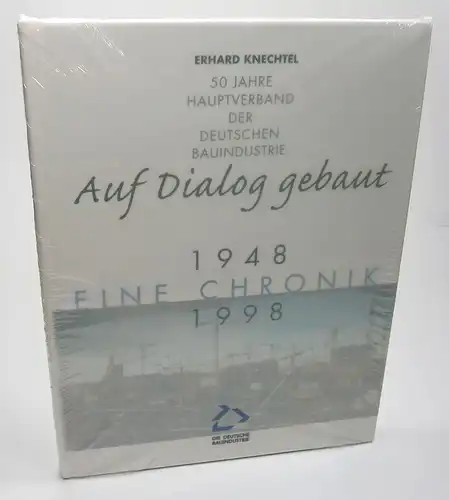 ERHARD KNECHTEL
50 JAHRE
HAUPTVERBAND
DER
DEUTSCHEN
BAUINDUSTRIE
Auf Dialog gebaut
1948
EINE CHRONIK
1998
DIE DEUTSCHE
BAUINDUSTRIE